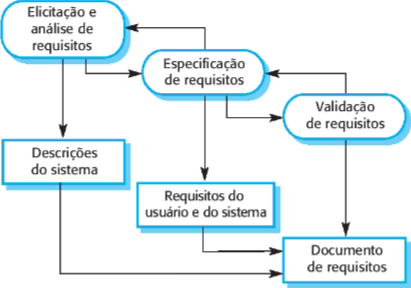 Elicitação e
análise de
requisitos
Especificação
de requisitos
Validação
de requisitos
Descrições
do sistema
Requisitos do
usuário e do sistema
Documento
de requisitos